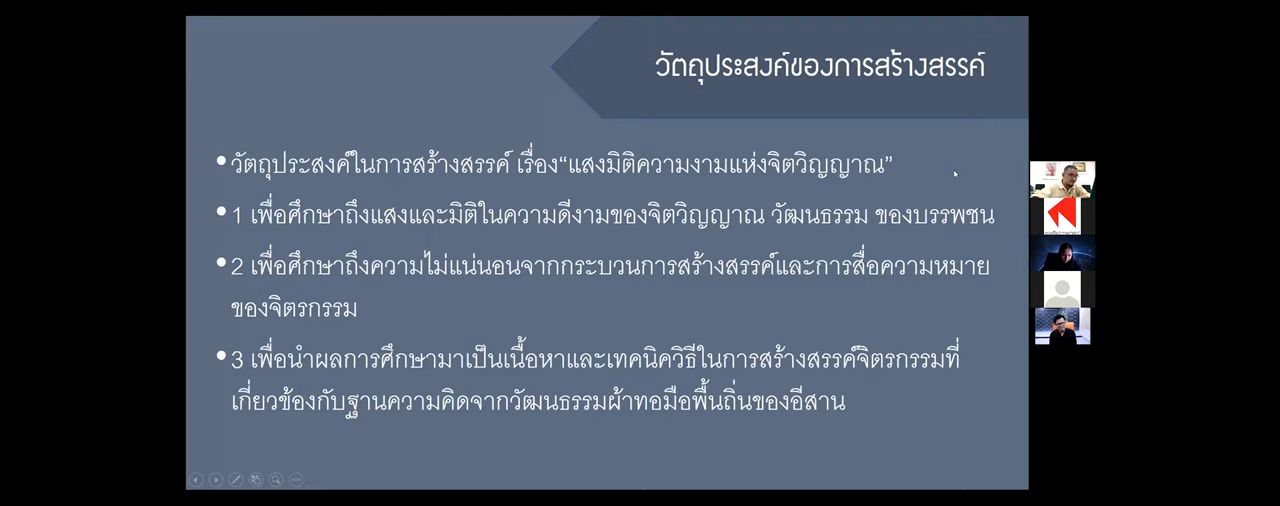 วัตถุประสงค์ของการสร้างสรรค์
•วัตถุประสงค์ในการสร้างสรรค์ เรื่อง“แสงมิติความงามแห่งจิตวิญญาณ”
•1 เพื่อศึกษาถึงแสงและมิติในความดีงามของจิตวิญญาณ วัฒนธรรม ของบรรพชน
•2 เพื่อศึกษาถึงความไม่แน่นอนจากกระบวนการสร้างสรรค์และการสื่อความหมาย
ของจิตรกรรม
•3 เพื่อนำผลการศึกษามาเป็นเนื้อหาและเทคนิควิธีในการสร้างสรรค์จิตรกรรมที่
เกี่ยวข้องกับฐานความคิดจากวัฒนธรรมผ้าทอมือพื้นถิ่นของอีสาน